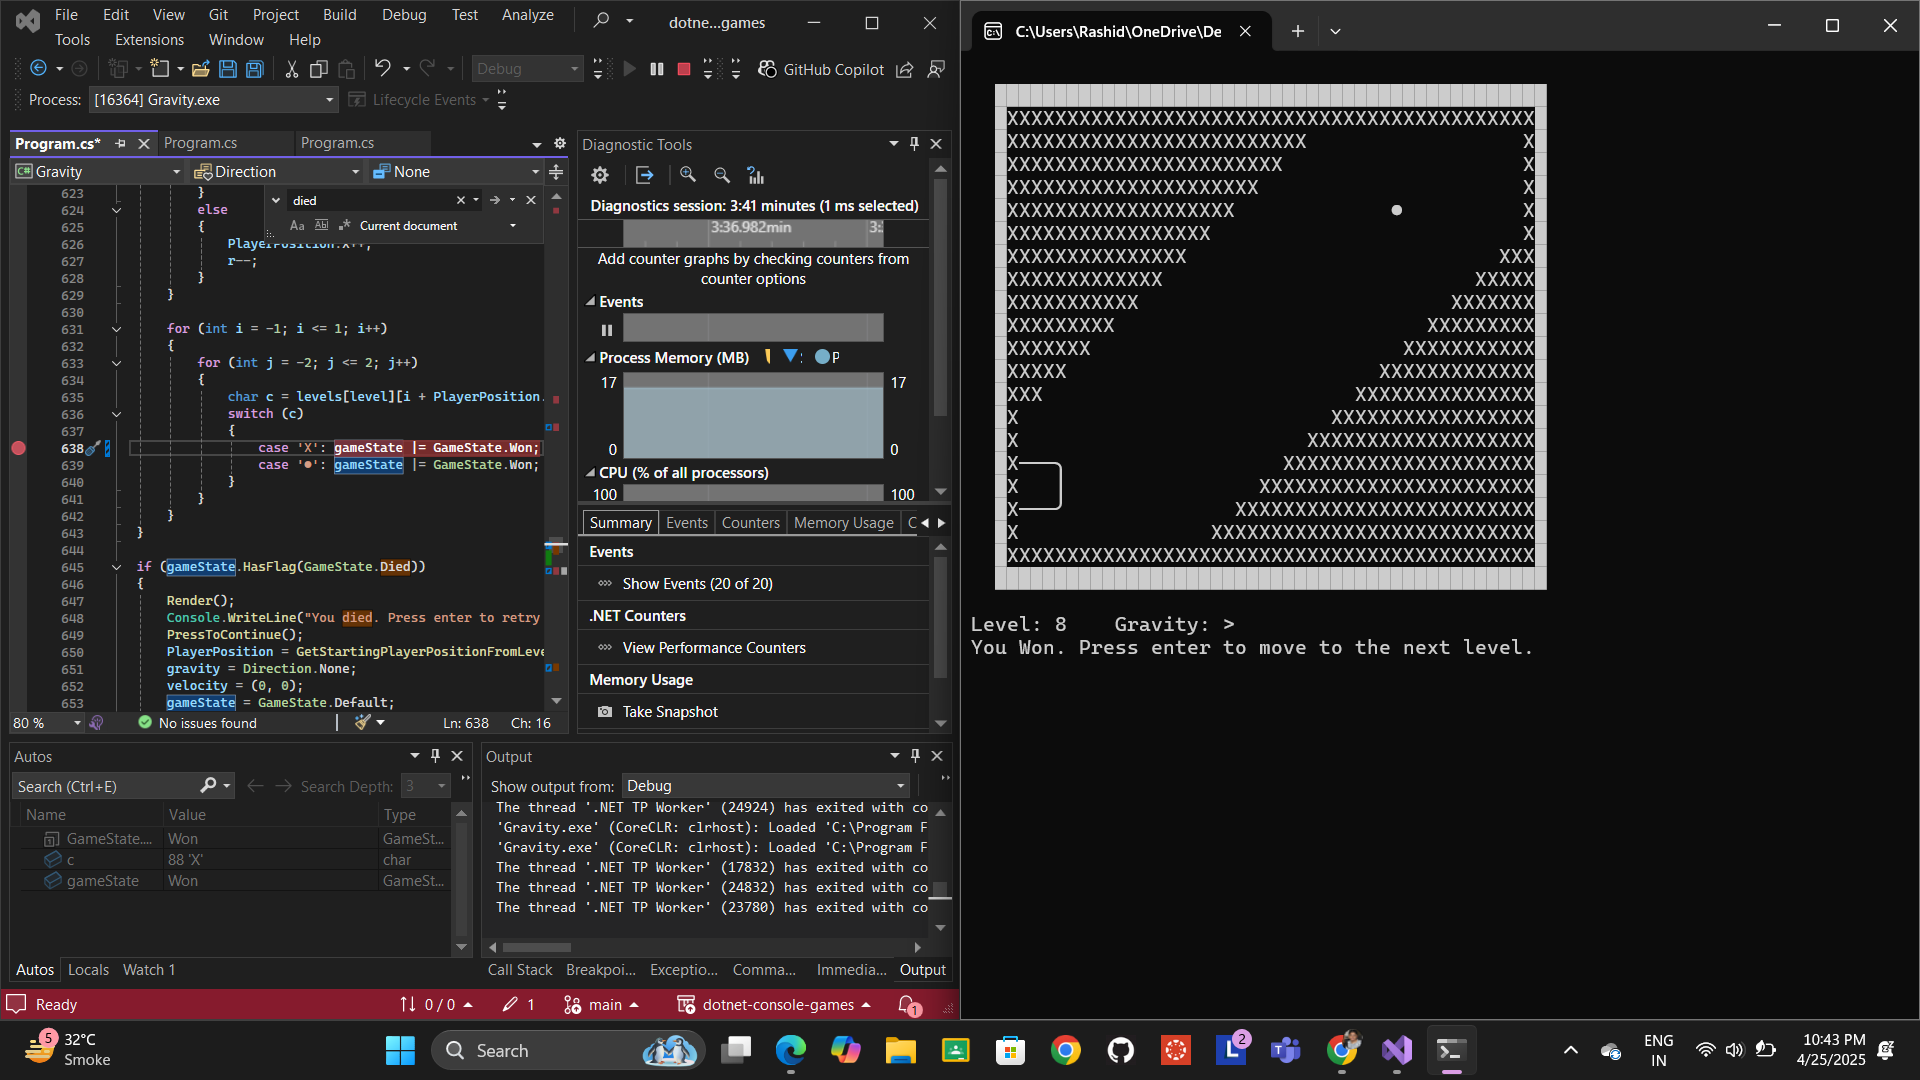 File Edit View Git Project Build Debug Test Analyze
Tools Extensions Window Help
dotne...games
Debug
GitHub Copilot
Process: [16364] Gravity.exe
Lifecycle Events
Program.cs* Program.cs Program.cs
Gravity Direction None
died
Aa Current document
623 }
624 else
625 {
626 PlayerPosition.X++;
627 r--;
628 }
629 }
630
631 for (int i = -1; i <= 1; i++)
632 {
633 for (int j = -2; j <= 2; j++)
634 {
635 char c = levels[level][i + PlayerPosition.
636 switch (c)
637 {
638 case 'X': gameState |= GameState.Won;
639 case '●': gameState |= GameState.Won;
640 }
641 }
642 }
643 }
644
645 if (gameState.HasFlag(GameState.Died))
646 {
647 Render();
648 Console.WriteLine("You died. Press enter to retry
649 PressToContinue();
650 PlayerPosition = GetStartingPlayerPositionFromLeve
651 gravity = Direction.None;
652 velocity = (0, 0);
653 gameState = GameState.Default;
80 % No issues found Ln: 638 Ch: 16
Diagnostic Tools
Diagnostics session: 3:41 minutes (1 ms selected)
3:36.982min 3:
Add counter graphs by checking counters from
counter options
Events
Process Memory (MB) P
17 17
0 0
CPU (% of all processors)
100 100
Summary Events Counters Memory Usage C
Events
Show Events (20 of 20)
.NET Counters
View Performance Counters
Memory Usage
Take Snapshot
Autos
Search (Ctrl+E) Search Depth: 3
Name Value Type
GameState.... Won GameSt...
c 88 'X' char
gameState Won GameSt...
Autos Locals Watch 1
Output
Show output from: Debug
The thread '.NET TP Worker' (24924) has exited with co
'Gravity.exe' (CoreCLR: clrhost): Loaded 'C:\Program F
'Gravity.exe' (CoreCLR: clrhost): Loaded 'C:\Program F
The thread '.NET TP Worker' (17832) has exited with co
The thread '.NET TP Worker' (24832) has exited with co
The thread '.NET TP Worker' (23780) has exited with co
Call Stack Breakpoi... Exceptio... Comma... Immedia... Output
Ready 0 / 0 1 main dotnet-console-games 1
C:\Users\Rashid\OneDrive\De
XXXXXXXXXXXXXXXXXXXXXXXXXXXXXXXXXXXXXXXXXXXX
XXXXXXXXXXXXXXXXXXXXXXXXX X
XXXXXXXXXXXXXXXXXXXXXXX X
XXXXXXXXXXXXXXXXXXXXX X
XXXXXXXXXXXXXXXXXXX ● X
XXXXXXXXXXXXXXXXX X
XXXXXXXXXXXXXXX XXX
XXXXXXXXXXXXX XXXXX
XXXXXXXXXXX XXXXXXX
XXXXXXXXX XXXXXXXXX
XXXXXXX XXXXXXXXXXX
XXXXX XXXXXXXXXXXXX
XXX XXXXXXXXXXXXXXX
X XXXXXXXXXXXXXXXXX
X XXXXXXXXXXXXXXXXXXX
X XXXXXXXXXXXXXXXXXXXXX
X XXXXXXXXXXXXXXXXXXXXXXX
X XXXXXXXXXXXXXXXXXXXXXXXXX
X XXXXXXXXXXXXXXXXXXXXXXXXXXX
XXXXXXXXXXXXXXXXXXXXXXXXXXXXXXXXXXXXXXXXXXXX
Level: 8 Gravity: >
You Won. Press enter to move to the next level.
5 32°C
Smoke
Search
2
ENG
IN
10:43 PM
4/25/2025